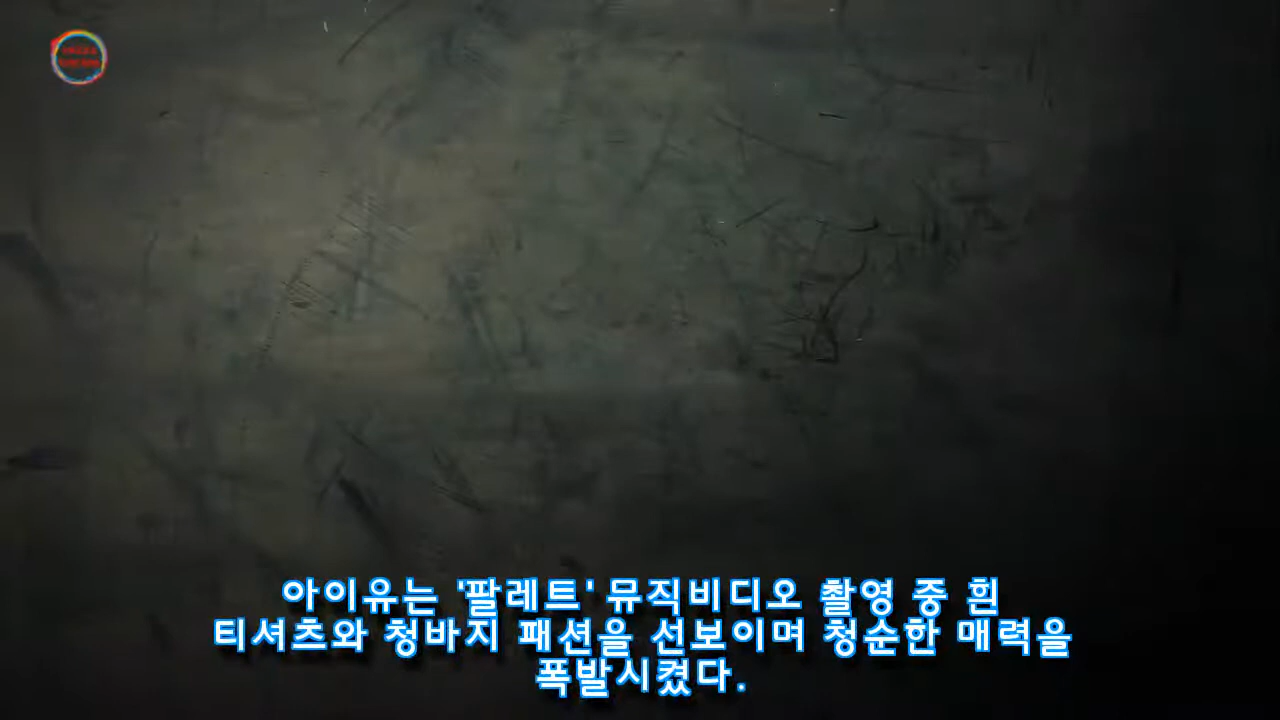 아이유는 '팔레트' 뮤직비디오 촬영 중 흰
티셔츠와 청바지 패션을 선보이며 청순한 매력을
폭발시켰다.